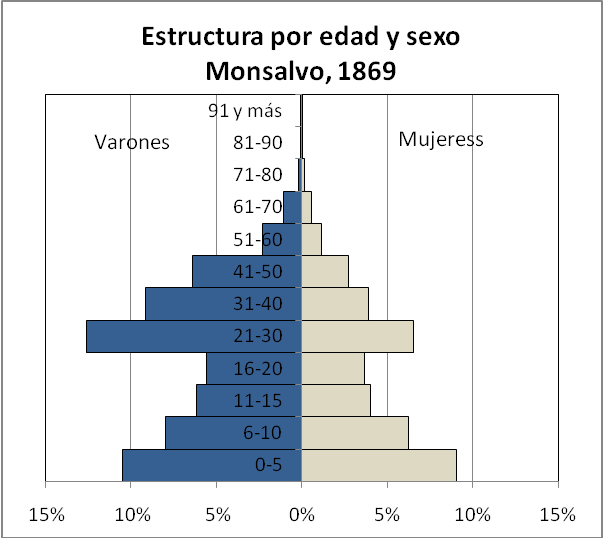 Estructura por edad y sexo
Monsalvo, 1869
91 y más
Varones
81-90
Mujeress
71-80
61-70
51-60
41-50
31-40
21-30
16-20
11-15
6-10
0-5
15% 10% 5% 0% 5% 10% 15%